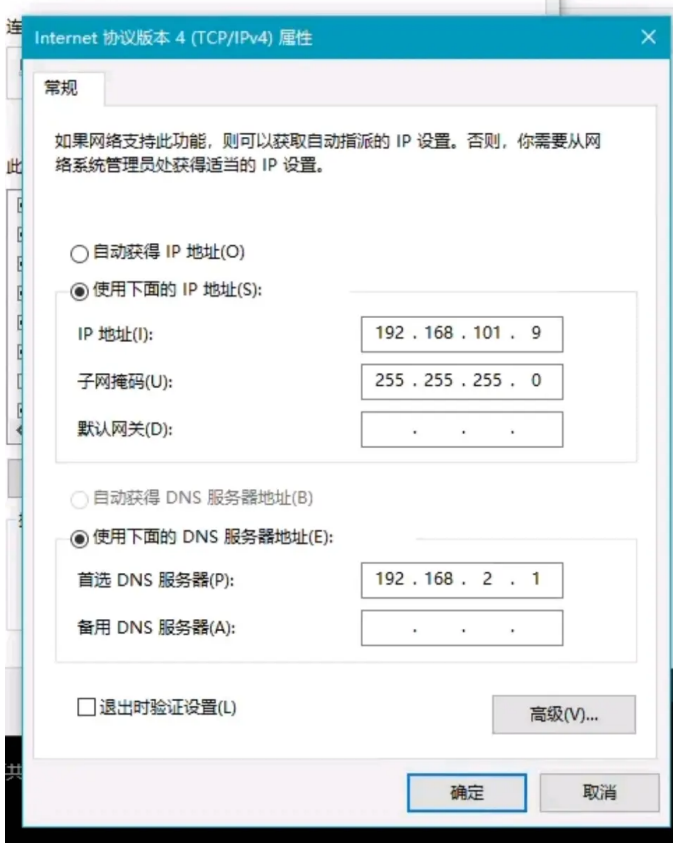 连
Internet 协议版本 4 (TCP/IPv4) 属性
常规
如果网络支持此功能，则可以获取自动指派的 IP 设置。否则，你需要从网
络系统管理员处获得适当的 IP 设置。
此
自动获得 IP 地址(O)
使用下面的 IP 地址(S):
IP 地址(I): 192 . 168 . 101 . 9
子网掩码(U): 255 . 255 . 255 . 0
默认网关(D): . . .
自动获得 DNS 服务器地址(B)
使用下面的 DNS 服务器地址(E):
首选 DNS 服务器(P): 192 . 168 . 2 . 1
备用 DNS 服务器(A): . . .
退出时验证设置(L)
高级(V)...
共
确定 取消